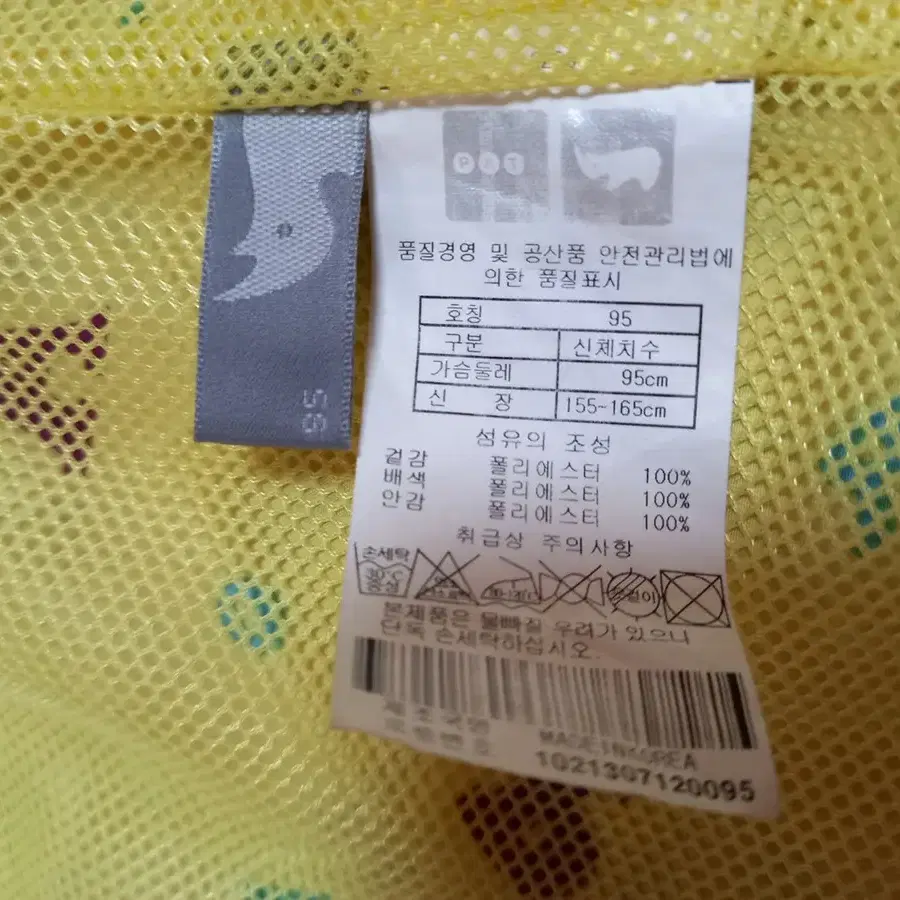 PAT
품질경영 및 공산품 안전관리법에
의한 품질표시
호칭 95
구분 신체치수
가슴둘레 95cm
신 장 155~165cm
섬유의 조성
겉감 폴리에스터 100%
배색 폴리에스터 100%
안감 폴리에스터 100%
취급상 주의사항
손세탁
30℃
중성
본제품은 물빠질 우려가 있으니
단독 손세탁하십시오.
MADEINKOREA
1021307120095
95